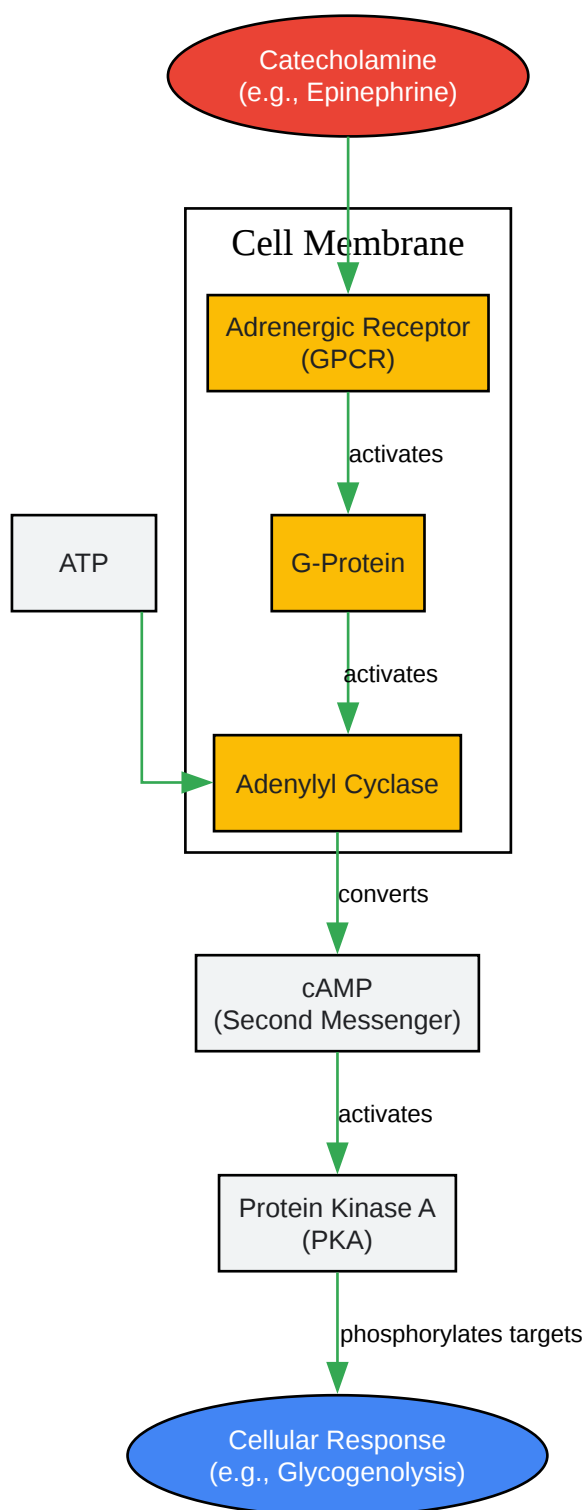 Catecholamine
(e.g., Epinephrine)
Cell Membrane
Adrenergic Receptor
(GPCR)
activates
ATP
G-Protein
activates
Adenylyl Cyclase
converts
cAMP
(Second Messenger)
activates
Protein Kinase A
(PKA)
phosphorylates targets
Cellular Response
(e.g., Glycogenolysis)